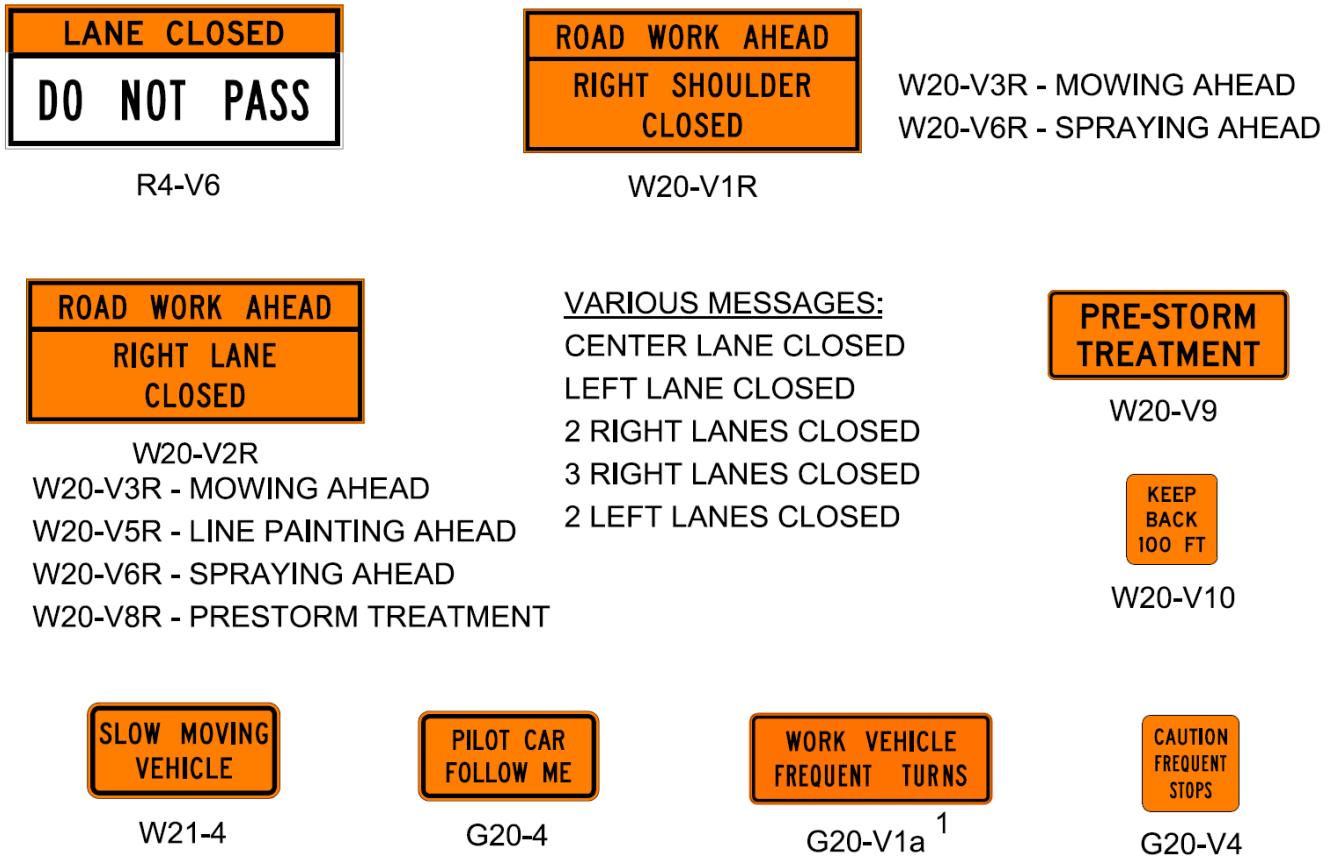 LANE CLOSED
DO NOT PASS
R4-V6
ROAD WORK AHEAD
RIGHT SHOULDER
CLOSED
W20-V1R
W20-V3R - MOWING AHEAD
W20-V6R - SPRAYING AHEAD
ROAD WORK AHEAD
RIGHT LANE
CLOSED
W20-V2R
W20-V3R - MOWING AHEAD
W20-V5R - LINE PAINTING AHEAD
W20-V6R - SPRAYING AHEAD
W20-V8R - PRESTORM TREATMENT
VARIOUS MESSAGES:
CENTER LANE CLOSED
LEFT LANE CLOSED
2 RIGHT LANES CLOSED
3 RIGHT LANES CLOSED
2 LEFT LANES CLOSED
PRE-STORM
TREATMENT
W20-V9
KEEP
BACK
100 FT
W20-V10
SLOW MOVING
VEHICLE
W21-4
PILOT CAR
FOLLOW ME
G20-4
WORK VEHICLE
FREQUENT TURNS
G20-V1a 1
CAUTION
FREQUENT
STOPS
G20-V4